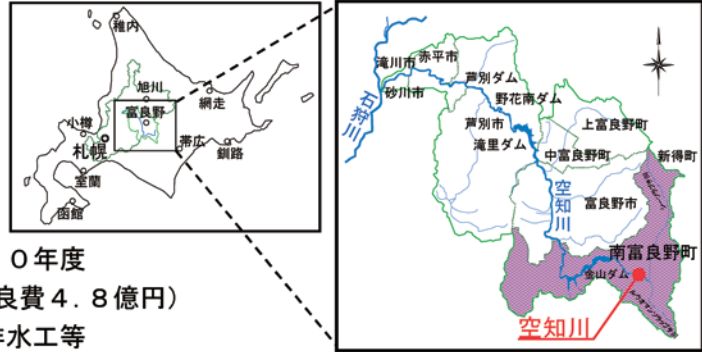 稚内
旭川
網走
富良野
小樽
札幌
帯広
釧路
室蘭
函館
０年度
良費４．８億円）
水工等
滝川市
赤平市
砂川市
芦別ダム
野花南ダム
石狩川
芦別市
滝里ダム
上富良野町
中富良野町
新得町
空知川
富良野市
南富良野町
金山ダム
空知川